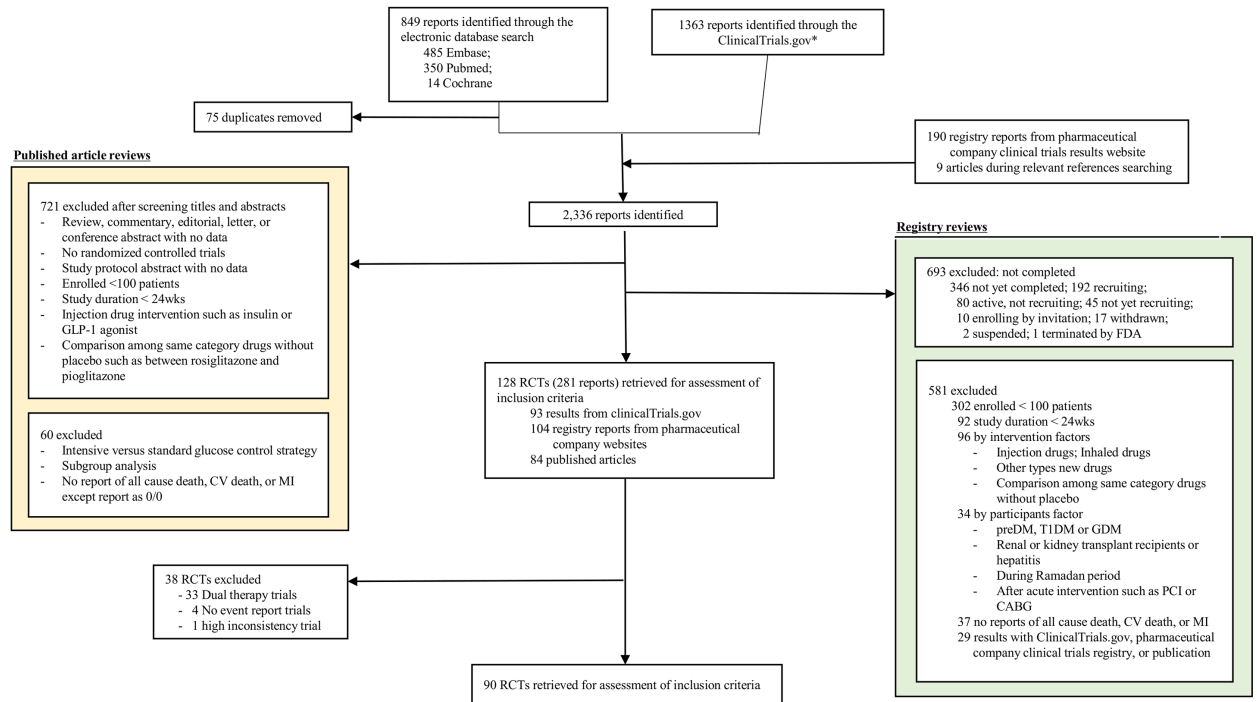 849 reports identified through the
electronic database search
485 Embase;
350 Pubmed;
14 Cochrane
1363 reports identified through the
ClinicalTrials.gov*
75 duplicates removed
190 registry reports from pharmaceutical
company clinical trials results website
9 articles during relevant references searching
2,336 reports identified
Published article reviews
721 excluded after screening titles and abstracts
- Review, commentary, editorial, letter, or
conference abstract with no data
- No randomized controlled trials
- Study protocol abstract with no data
- Enrolled <100 patients
- Study duration < 24wks
- Injection drug intervention such as insulin or
GLP-1 agonist
- Comparison among same category drugs without
placebo such as between rosiglitazone and
pioglitazone
60 excluded
- Intensive versus standard glucose control strategy
- Subgroup analysis
- No report of all cause death, CV death, or MI
except report as 0/0
Registry reviews
693 excluded: not completed
346 not yet completed; 192 recruiting;
80 active, not recruiting; 45 not yet recruiting;
10 enrolling by invitation; 17 withdrawn;
2 suspended; 1 terminated by FDA
581 excluded
302 enrolled < 100 patients
92 study duration < 24wks
96 by intervention factors
- Injection drugs; Inhaled drugs
- Other types new drugs
- Comparison among same category drugs
without placebo
34 by participants factor
- preDM, T1DM or GDM
- Renal or kidney transplant recipients or
hepatitis
- During Ramadan period
- After acute intervention such as PCI or
CABG
37 no reports of all cause death, CV death, or MI
29 results with ClinicalTrials.gov, pharmaceutical
company clinical trials registry, or publication
128 RCTs (281 reports) retrieved for assessment of
inclusion criteria
93 results from clinicalTrials.gov
104 registry reports from pharmaceutical
company websites
84 published articles
38 RCTs excluded
- 33 Dual therapy trials
- 4 No event report trials
- 1 high inconsistency trial
90 RCTs retrieved for assessment of inclusion criteria